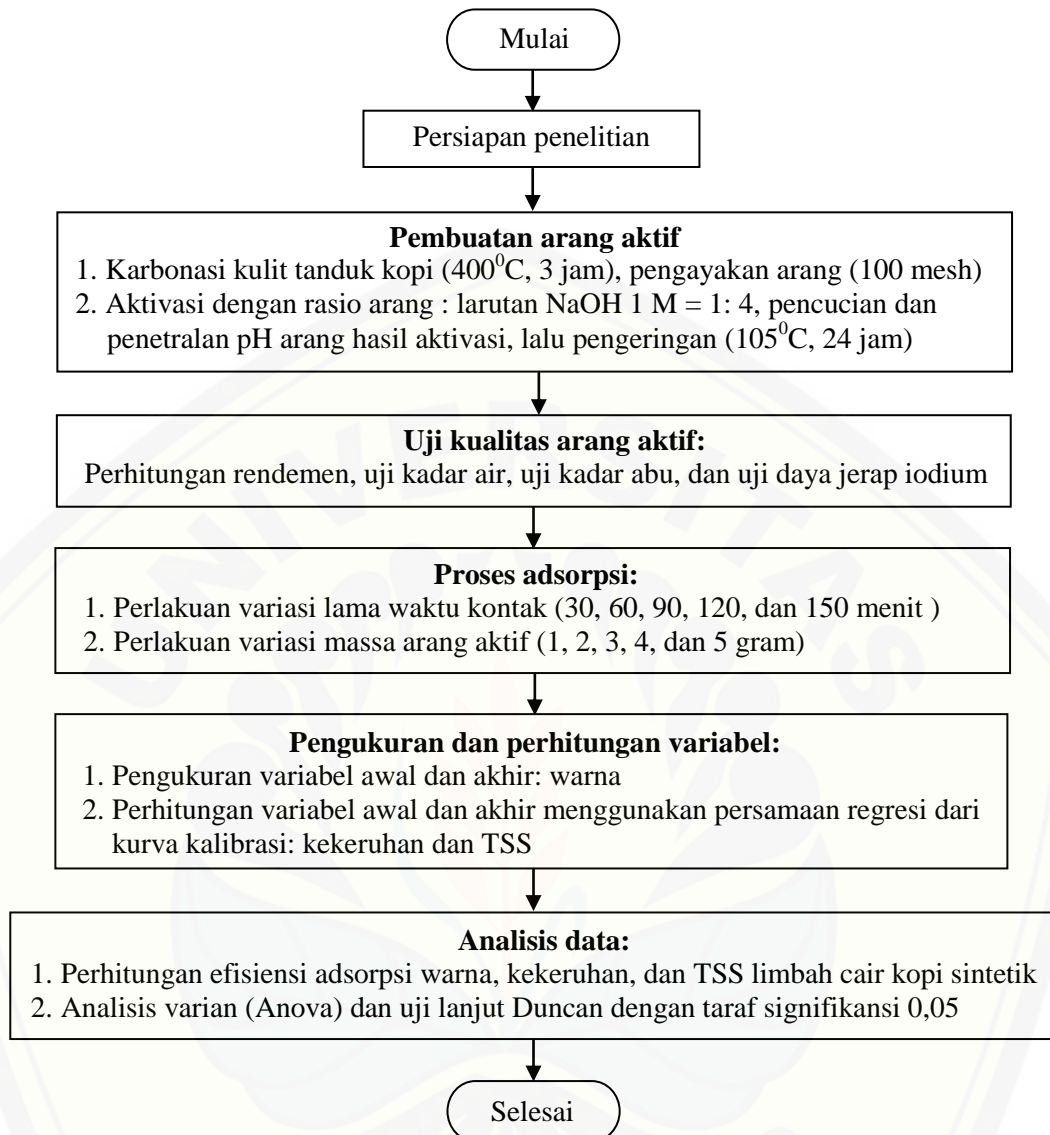 Mulai
Persiapan penelitian
Pembuatan arang aktif
1. Karbonasi kulit tanduk kopi (400⁰C, 3 jam), pengayakan arang (100 mesh)
2. Aktivasi dengan rasio arang : larutan NaOH 1 M = 1: 4, pencucian dan
penetralan pH arang hasil aktivasi, lalu pengeringan (105⁰C, 24 jam)
Uji kualitas arang aktif:
Perhitungan rendemen, uji kadar air, uji kadar abu, dan uji daya jerap iodium
Proses adsorpsi:
1. Perlakuan variasi lama waktu kontak (30, 60, 90, 120, dan 150 menit )
2. Perlakuan variasi massa arang aktif (1, 2, 3, 4, dan 5 gram)
Pengukuran dan perhitungan variabel:
1. Pengukuran variabel awal dan akhir: warna
2. Perhitungan variabel awal dan akhir menggunakan persamaan regresi dari
kurva kalibrasi: kekeruhan dan TSS
Analisis data:
1. Perhitungan efisiensi adsorpsi warna, kekeruhan, dan TSS limbah cair kopi sintetik
2. Analisis varian (Anova) dan uji lanjut Duncan dengan taraf signifikansi 0,05
Selesai
UNIVERSITAS